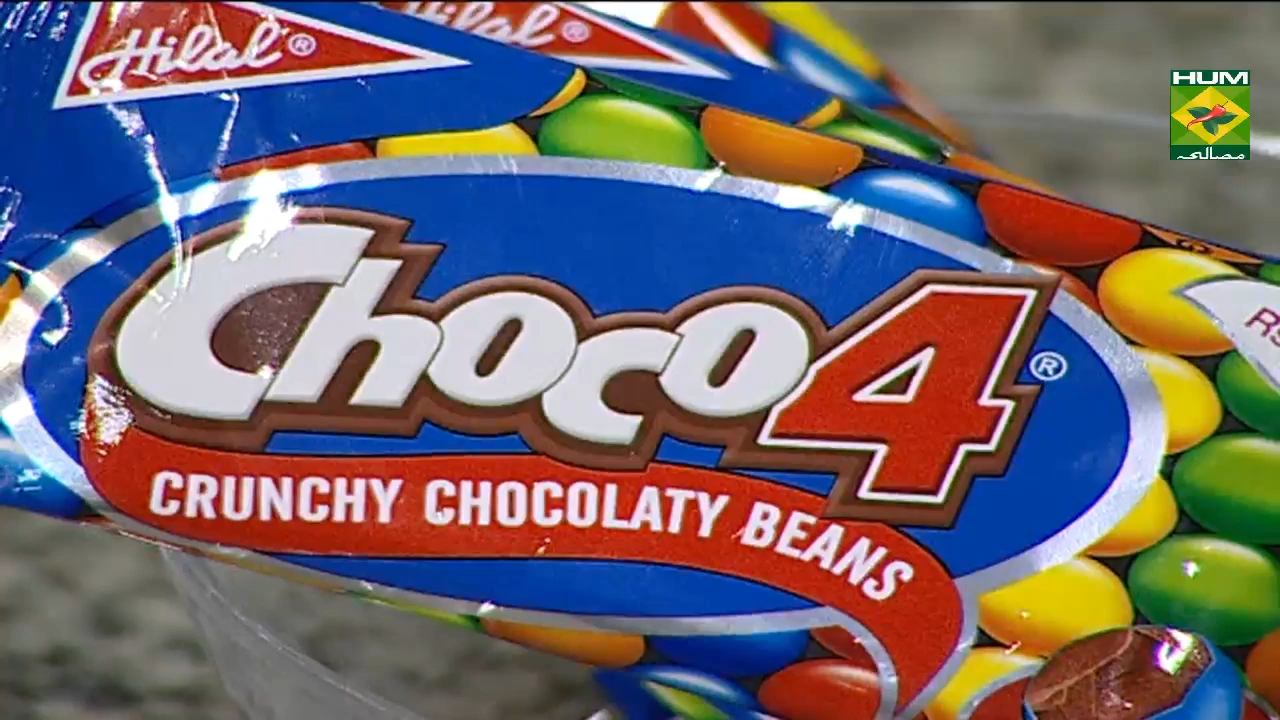 Hilal®
Hilal®
HUM
مصالحہ
Choco4®
CRUNCHY CHOCOLATY BEANS